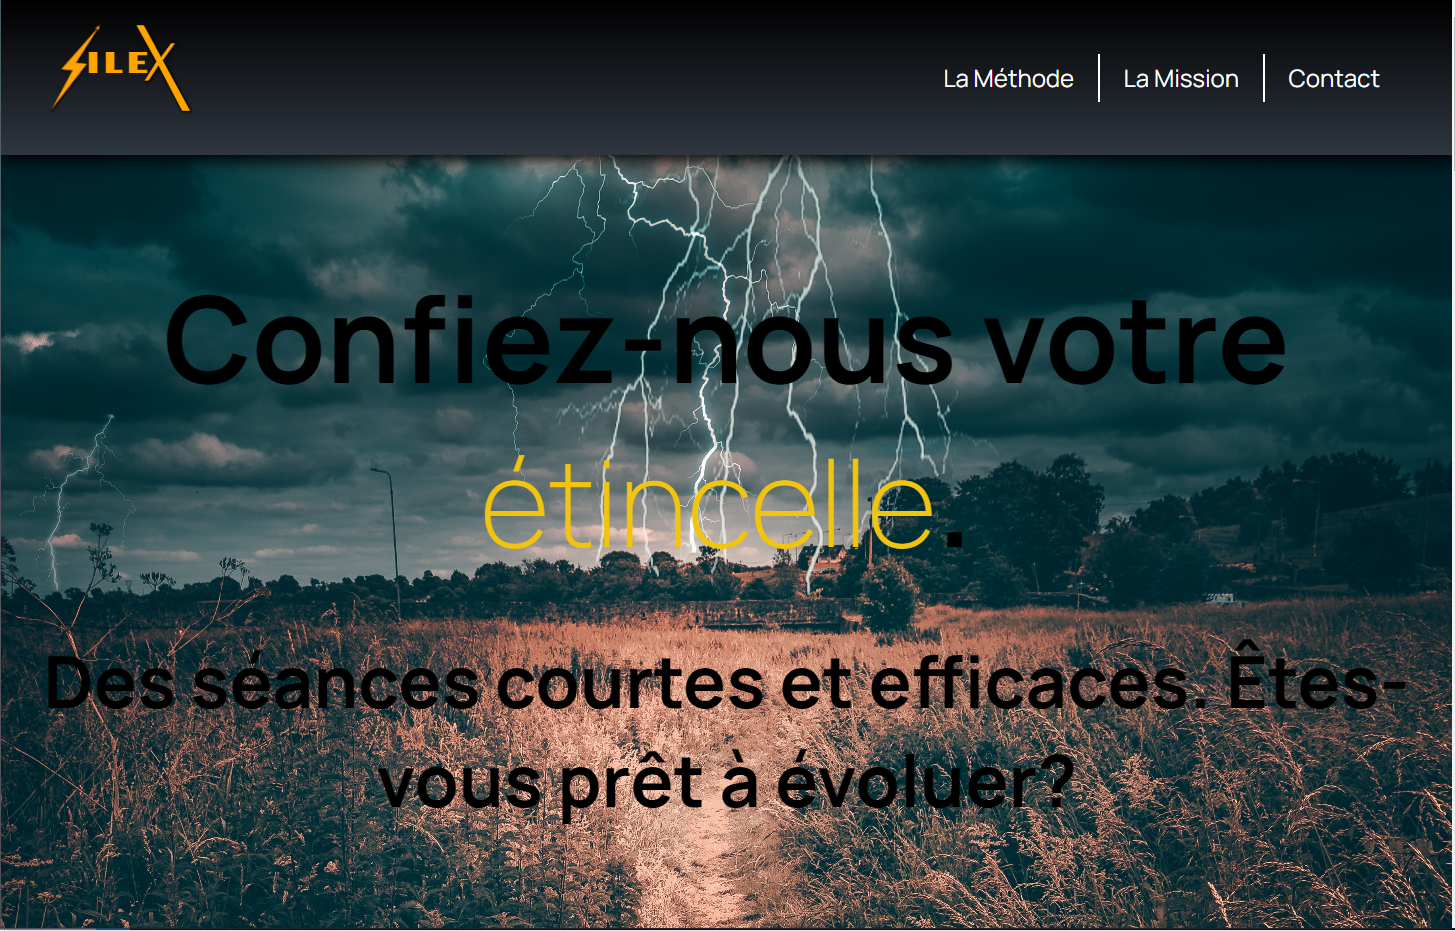 SILEX
La Méthode
La Mission
Contact
Confiez-nous votre
étincelle.
Des séances courtes et efficaces. Êtes-
vous prêt à évoluer?